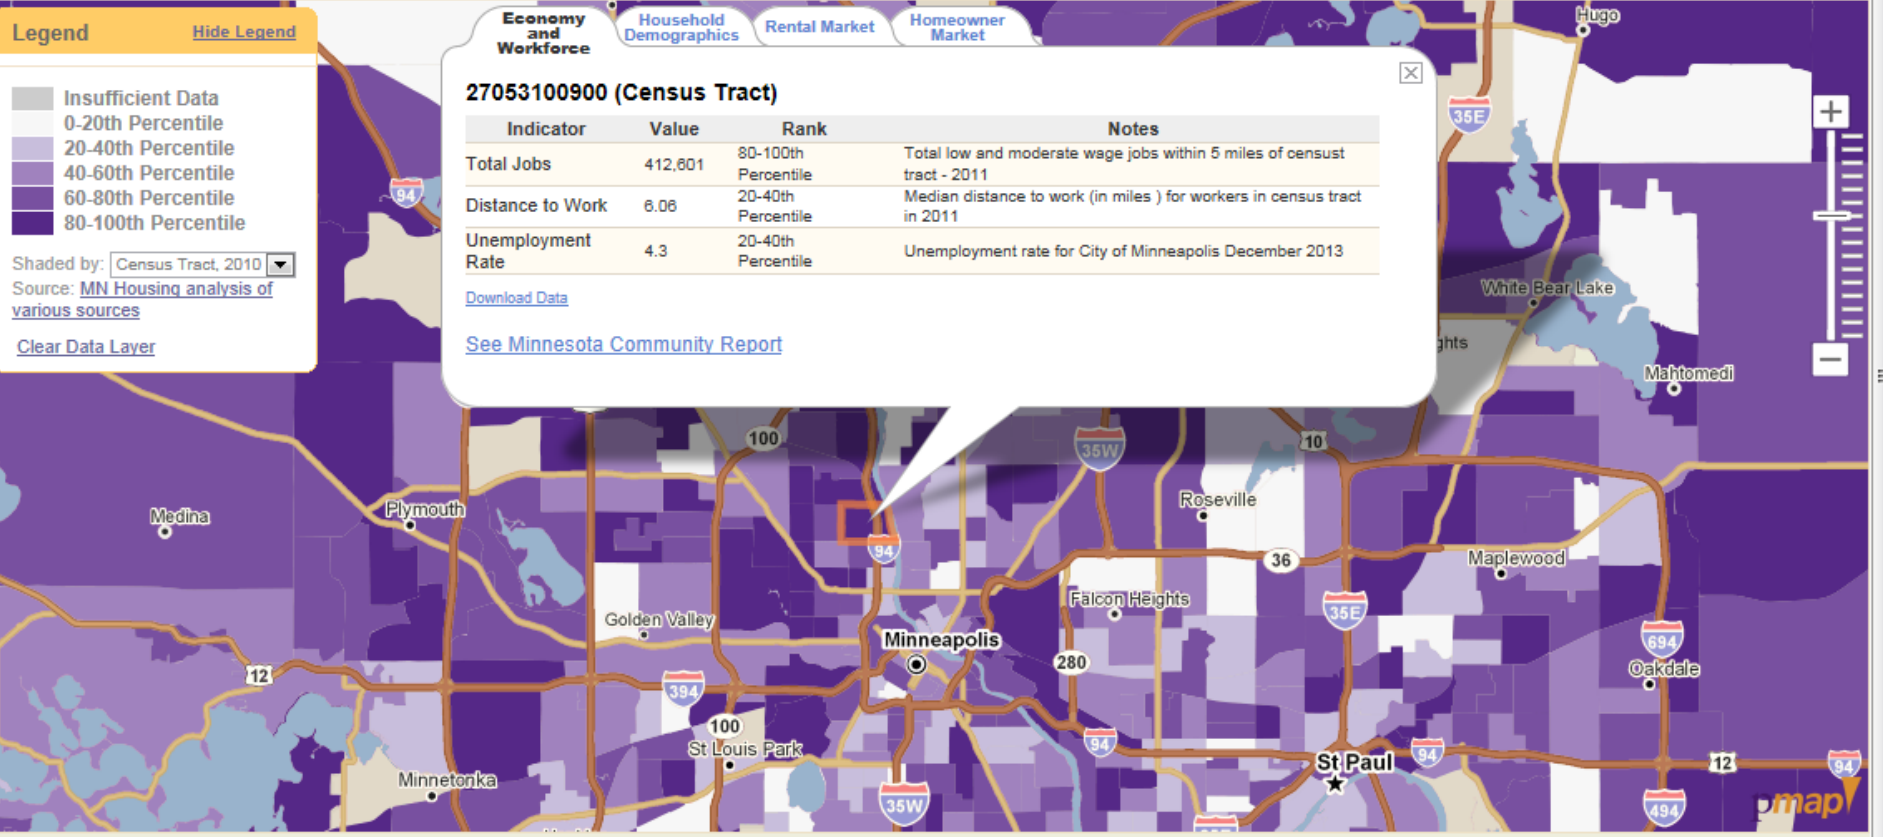 Legend Hide Legend
Insufficient Data
0-20th Percentile
20-40th Percentile
40-60th Percentile
60-80th Percentile
80-100th Percentile
Shaded by: Census Tract, 2010
Source: MN Housing analysis of
various sources
Clear Data Layer
Economy
and
Workforce
Household
Demographics
Rental Market
Homeowner
Market
27053100900 (Census Tract)
Indicator Value Rank Notes
Total Jobs 412,601 80-100th
Percentile
Total low and moderate wage jobs within 5 miles of censust
tract - 2011
Distance to Work 6.06 20-40th
Percentile
Median distance to work (in miles ) for workers in census tract
in 2011
Unemployment
Rate
4.3 20-40th
Percentile
Unemployment rate for City of Minneapolis December 2013
Download Data
See Minnesota Community Report
Hugo
35E
94
White Bear Lake
ghts
Mahtomedi
100
35W
10
Medina
Plymouth
Roseville
94
36
Maplewood
Golden Valley
Falcon Heights
35E
Minneapolis
280
694
Oakdale
12
394
100
St Louis Park
94
St Paul
94
12
94
Minnetonka
35W
494
pmap